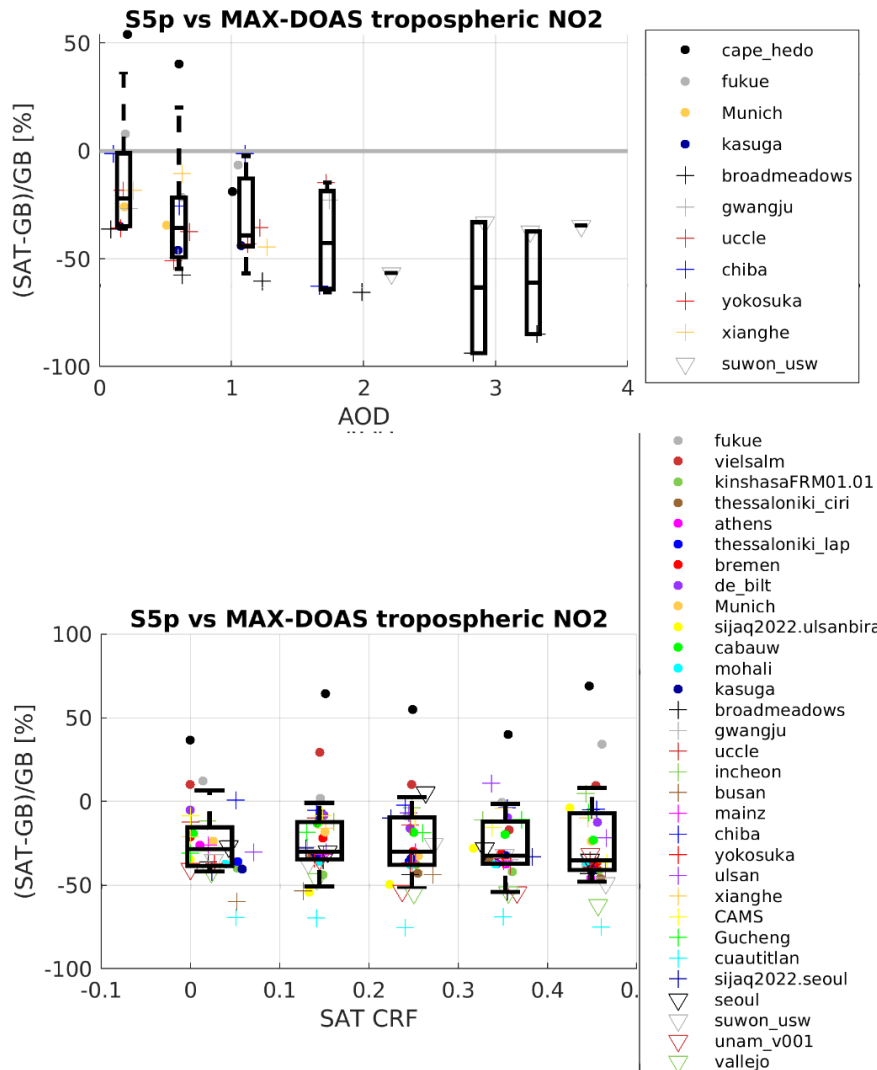 S5p vs MAX-DOAS tropospheric NO2
(SAT-GB)/GB [%]
50
0
-50
-100
0
1
2
3
4
AOD
cape_hedo
fukue
Munich
kasuga
broadmeadows
gwangju
uccle
chiba
yokosuka
xianghe
suwon_usw
S5p vs MAX-DOAS tropospheric NO2
(SAT-GB)/GB [%]
100
50
0
-50
-100
-0.1
0
0.1
0.2
0.3
0.4
0.
SAT CRF
fukue
vielsalm
kinshasaFRM01.01
thessaloniki_ciri
athens
thessaloniki_lap
bremen
de_bilt
Munich
sijaq2022.ulsanbira
cabauw
mohali
kasuga
broadmeadows
gwangju
uccle
incheon
busan
mainz
chiba
yokosuka
ulsan
xianghe
CAMS
Gucheng
cuautitlan
sijaq2022.seoul
seoul
suwon_usw
unam_v001
vallejo